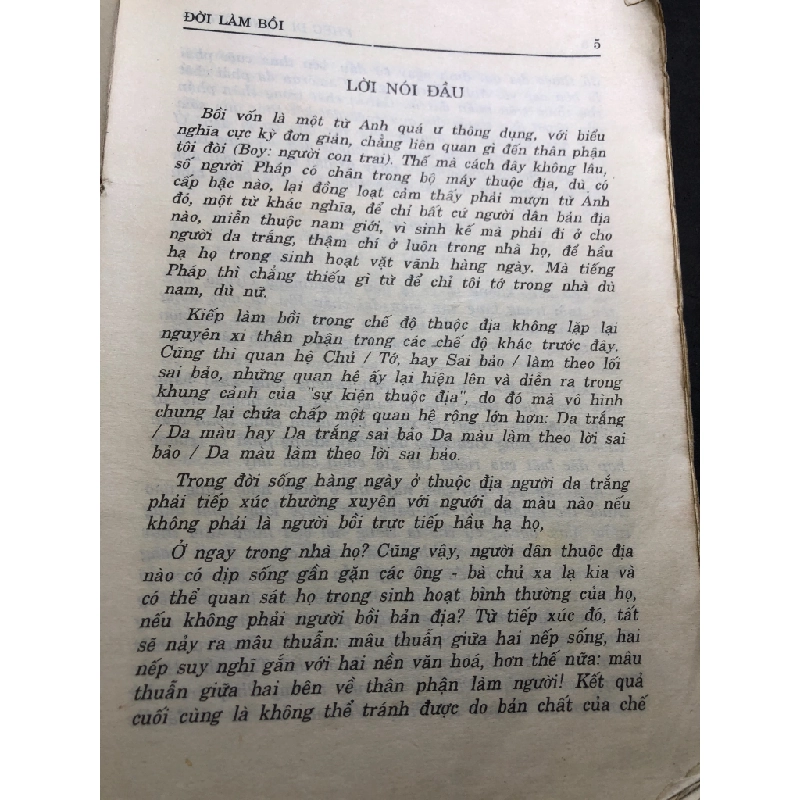 ĐỜI LÀM BỒI
5
LỜI NÓI ĐẦU
Bồi vốn là một từ Anh quá ư thông dụng, với biểu
nghĩa cực kỳ đơn giản, chẳng liên quan gì đến thân phận
tôi đòi (Boy: người con trai). Thế mà cách đây không lâu,
số người Pháp có chân trong bộ máy thuộc địa, dù có
cấp bậc nào, lại đồng loạt cảm thấy phải mượn từ Anh
đó, một từ khác nghĩa, để chỉ bất cứ người dân bản địa
nào, miễn thuộc nam giới, vì sinh kế mà phải đi ở cho
người da trắng, thậm chí ở luôn trong nhà họ, để hầu
hạ họ trong sinh hoạt vặt vãnh hàng ngày. Mà tiếng
Pháp thì chẳng thiếu gì từ để chỉ tôi tớ trong nhà dù
nam, dù nữ.
Kiếp làm bồi trong chế độ thuộc địa không lặp lại
nguyên xi thân phận trong các chế độ khác trước đây.
Cũng thì quan hệ Chủ / Tớ, hay Sai bảo / làm theo lối
sai bảo, những quan hê ấy lại hiện lên và diễn ra trong
khung cảnh của "sự kiện thuộc địa", do đó mà vô hình
chung lại chứa chấp một quan hê rộng lớn hơn: Da trắng
/ Da màu hay Da trắng sai bảo Da màu làm theo lời sai
bảo / Da màu làm theo lời sai bảo.
Trong đời sống hàng ngày ở thuộc địa người da trắng
phải tiếp xúc thường xuyên với người da màu nào nếu
không phải là người bồi trực tiếp hầu hạ họ,
Ở ngay trong nhà họ? Cũng vậy, người dân thuộc địa
nào có dịp sống gần gặn các ông - bà chủ xa lạ kia và
có thể quan sát họ trong sinh hoạt bình thường của họ,
nếu không phải người bồi bản địa? Từ tiếp xúc đó, tất
sẽ nảy ra mâu thuẫn: mâu thuẫn giữa hai nếp sống, hai
nếp suy nghĩ gắn với hai nền văn hoá, hơn thế nữa: mâu
thuẫn giữa hai bên về thân phận làm người! Kết quả
cuối cùng là không thể tránh được do bản chất của chế